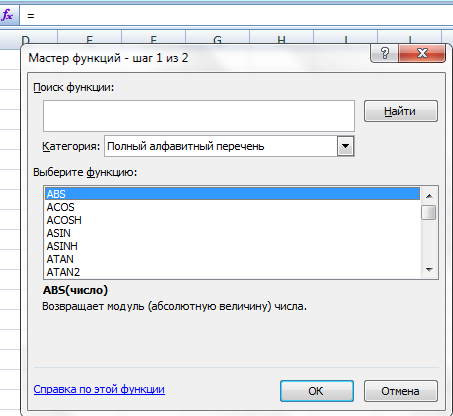 fx =
D E F G H I J
Мастер функций - шаг 1 из 2 ?
Поиск функции:
Найти
Категория: Полный алфавитный перечень
Выберите функцию:
ABS
ACOS
ACOSH
ASIN
ASINH
ATAN
ATAN2
ABS(число)
Возвращает модуль (абсолютную величину) числа.
Справка по этой функции
ОК Отмена